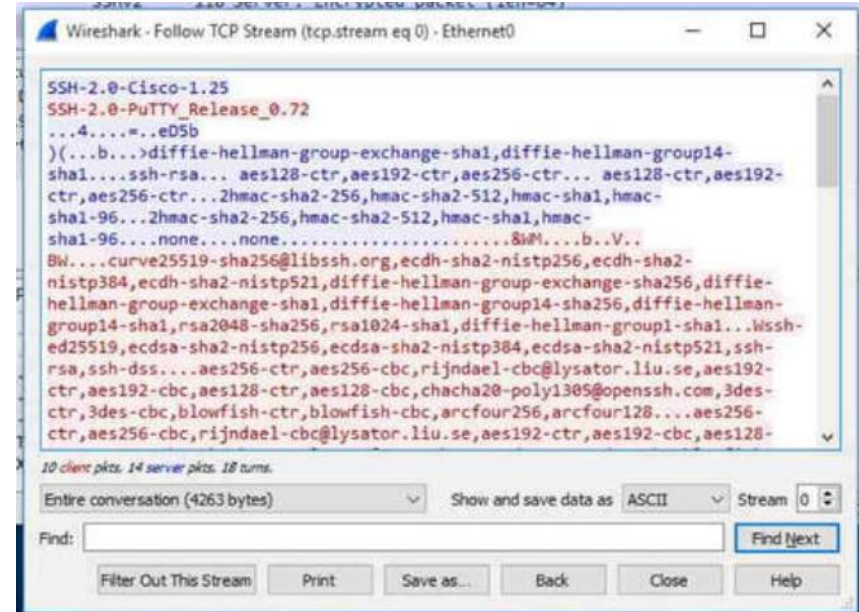 Wireshark - Follow TCP Stream (tcp.stream eq 0) - Ethernet0
SSH-2.0-Cisco-1.25
SSH-2.0-PuTTY_Release_0.72
...4....=..eD5b
)(...b...>diffie-hellman-group-exchange-sha1,diffie-hellman-group14-
sha1....ssh-rsa... aes128-ctr,aes192-ctr,aes256-ctr... aes128-ctr,aes192-
ctr,aes256-ctr...2hmac-sha2-256,hmac-sha2-512,hmac-sha1,hmac-
sha1-96...2hmac-sha2-256,hmac-sha2-512,hmac-sha1,hmac-
sha1-96....none....none......................&WM....b..V..
BW....curve25519-sha256@libssh.org,ecdh-sha2-nistp256,ecdh-sha2-
nistp384,ecdh-sha2-nistp521,diffie-hellman-group-exchange-sha256,diffie-
hellman-group-exchange-sha1,diffie-hellman-group14-sha256,diffie-hellman-
group14-sha1,rsa2048-sha256,rsa1024-sha1,diffie-hellman-group1-sha1...Wssh-
ed25519,ecdsa-sha2-nistp256,ecdsa-sha2-nistp384,ecdsa-sha2-nistp521,ssh-
rsa,ssh-dss....aes256-ctr,aes256-cbc,rijndael-cbc@lysator.liu.se,aes192-
ctr,aes192-cbc,aes128-ctr,aes128-cbc,chacha20-poly1305@openssh.com,3des-
ctr,3des-cbc,blowfish-ctr,blowfish-cbc,arcfour256,arcfour128....aes256-
ctr,aes256-cbc,rijndael-cbc@lysator.liu.se,aes192-ctr,aes192-cbc,aes128-
10 client pkts, 14 server pkts, 18 turns.
Entire conversation (4263 bytes) Show and save data as ASCII Stream 0
Find: Find Next
Filter Out This Stream Print Save as... Back Close Help